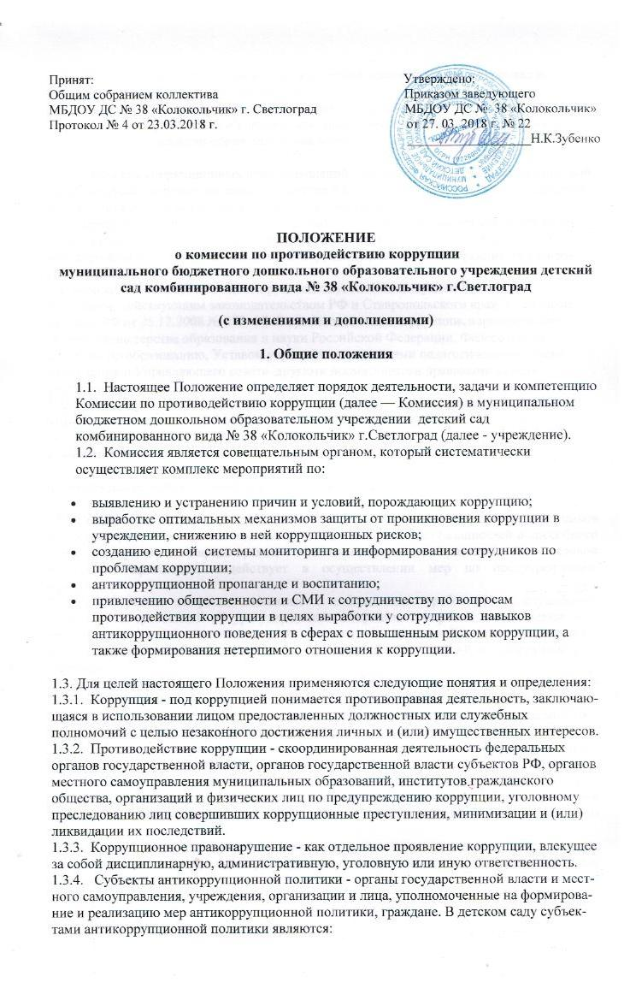 Принят:
Общим собранием коллектива
МБДОУ ДС № 38 «Колокольчик» г. Светлоград
Протокол № 4 от 23.03.2018 г.
Утверждено:
Приказом заведующего
МБДОУ ДС № 38 «Колокольчик»
от 27. 03. 2018 г. № 22
Н.К.Зубенко
ПОЛОЖЕНИЕ
о комиссии по противодействию коррупции
муниципального бюджетного дошкольного образовательного учреждения детский
сад комбинированного вида № 38 «Колокольчик» г.Светлоград
(с изменениями и дополнениями)
1. Общие положения
1.1. Настоящее Положение определяет порядок деятельности, задачи и компетенцию
Комиссии по противодействию коррупции (далее — Комиссия) в муниципальном
бюджетном дошкольном образовательном учреждении детский сад
комбинированного вида № 38 «Колокольчик» г.Светлоград (далее - учреждение).
1.2. Комиссия является совещательным органом, который систематически
осуществляет комплекс мероприятий по:
• выявлению и устранению причин и условий, порождающих коррупцию;
• выработке оптимальных механизмов защиты от проникновения коррупции в
учреждении, снижению в ней коррупционных рисков;
• созданию единой системы мониторинга и информирования сотрудников по
проблемам коррупции;
• антикоррупционной пропаганде и воспитанию;
• привлечению общественности и СМИ к сотрудничеству по вопросам
противодействия коррупции в целях выработки у сотрудников навыков
антикоррупционного поведения в сферах с повышенным риском коррупции, а
также формирования нетерпимого отношения к коррупции.
1.3. Для целей настоящего Положения применяются следующие понятия и определения:
1.3.1. Коррупция - под коррупцией понимается противоправная деятельность, заключаю-
щаяся в использовании лицом предоставленных должностных или служебных
полномочий с целью незаконного достижения личных и (или) имущественных интересов.
1.3.2. Противодействие коррупции - скоординированная деятельность федеральных
органов государственной власти, органов государственной власти субъектов РФ, органов
местного самоуправления муниципальных образований, институтов гражданского
общества, организаций и физических лиц по предупреждению коррупции, уголовному
преследованию лиц совершивших коррупционные преступления, минимизации и (или)
ликвидации их последствий.
1.3.3. Коррупционное правонарушение - как отдельное проявление коррупции, влекущее
за собой дисциплинарную, административную, уголовную или иную ответственность.
1.3.4. Субъекты антикоррупционной политики - органы государственной власти и мест-
ного самоуправления, учреждения, организации и лица, уполномоченные на формирова-
ние и реализацию мер антикоррупционной политики, граждане. В детском саду субъек-
тами антикоррупционной политики являются: